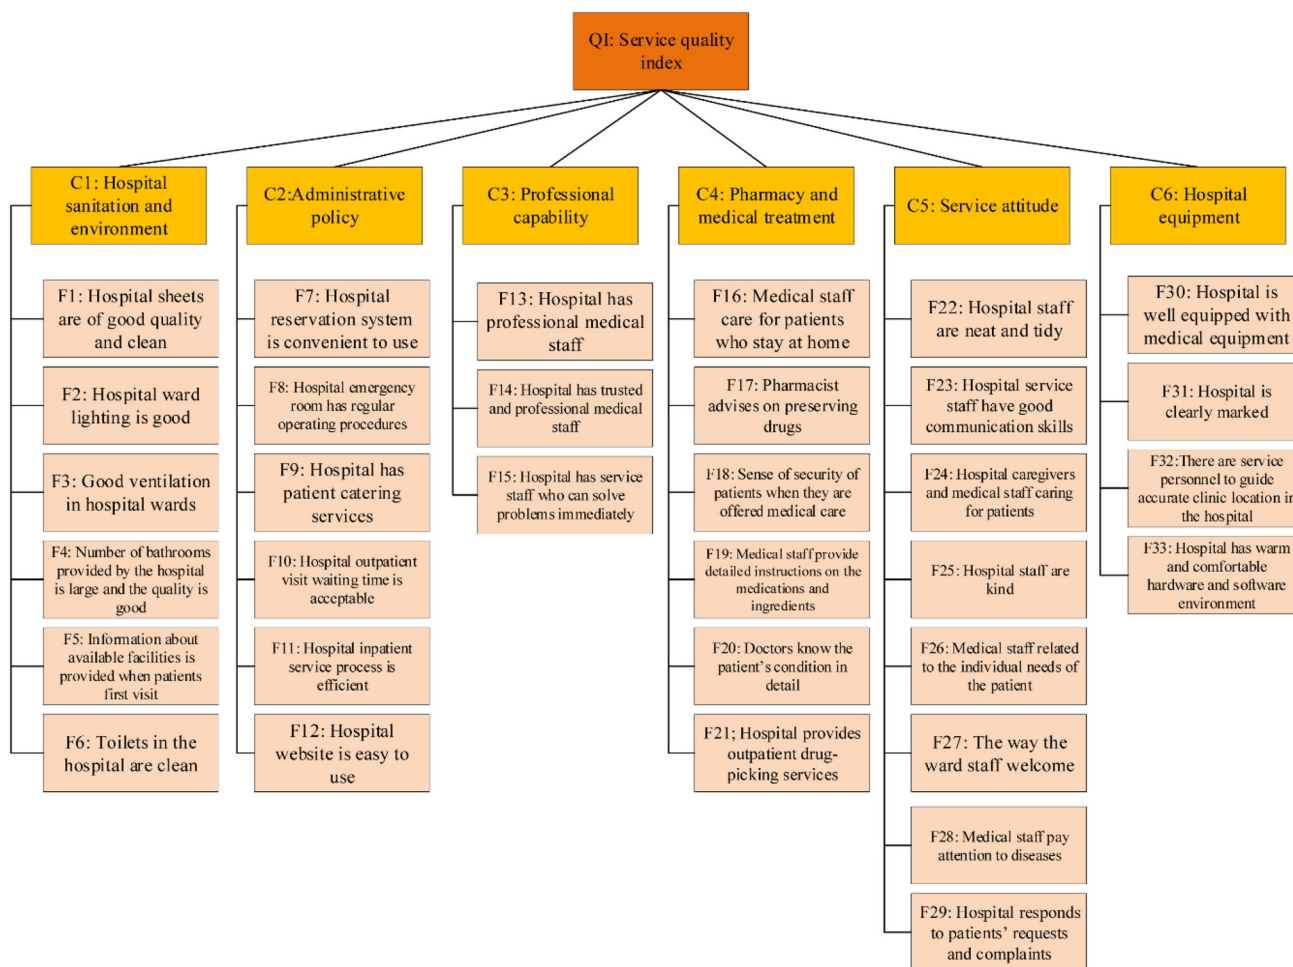 QI: Service quality
index
C1: Hospital
sanitation and
environment
F1: Hospital sheets
are of good quality
and clean
F2: Hospital ward
lighting is good
F3: Good ventilation
in hospital wards
F4: Number of bathrooms
provided by the hospital
is large and the quality is
good
F5: Information about
available facilities is
provided when patients
first visit
F6: Toilets in the
hospital are clean
C2:Administrative
policy
F7: Hospital
reservation system
is convenient to use
F8: Hospital emergency
room has regular
operating procedures
F9: Hospital has
patient catering
services
F10: Hospital outpatient
visit waiting time is
acceptable
F11: Hospital inpatient
service process is
efficient
F12: Hospital
website is easy to
use
C3: Professional
capability
F13: Hospital has
professional medical
staff
F14: Hospital has trusted
and professional medical
staff
F15: Hospital has service
staff who can solve
problems immediately
C4: Pharmacy and
medical treatment
F16: Medical staff
care for patients
who stay at home
F17: Pharmacist
advises on preserving
drugs
F18: Sense of security of
patients when they are
offered medical care
F19: Medical staff provide
detailed instructions on the
medications and
ingredients
F20: Doctors know the
patient's condition in
detail
F21; Hospital provides
outpatient drug-
picking services
C5: Service attitude
F22: Hospital staff
are neat and tidy
F23: Hospital service
staff have good
communication skills
F24: Hospital caregivers
and medical staff caring
for patients
F25: Hospital staff are
kind
F26: Medical staff related
to the individual needs of
the patient
F27: The way the
ward staff welcome
F28: Medical staff pay
attention to diseases
F29: Hospital responds
to patients' requests
and complaints
C6: Hospital
equipment
F30: Hospital is
well equipped with
medical equipment
F31: Hospital is
clearly marked
F32:There are service
personnel to guide
accurate clinic location in
the hospital
F33: Hospital has warm
and comfortable
hardware and software
environment